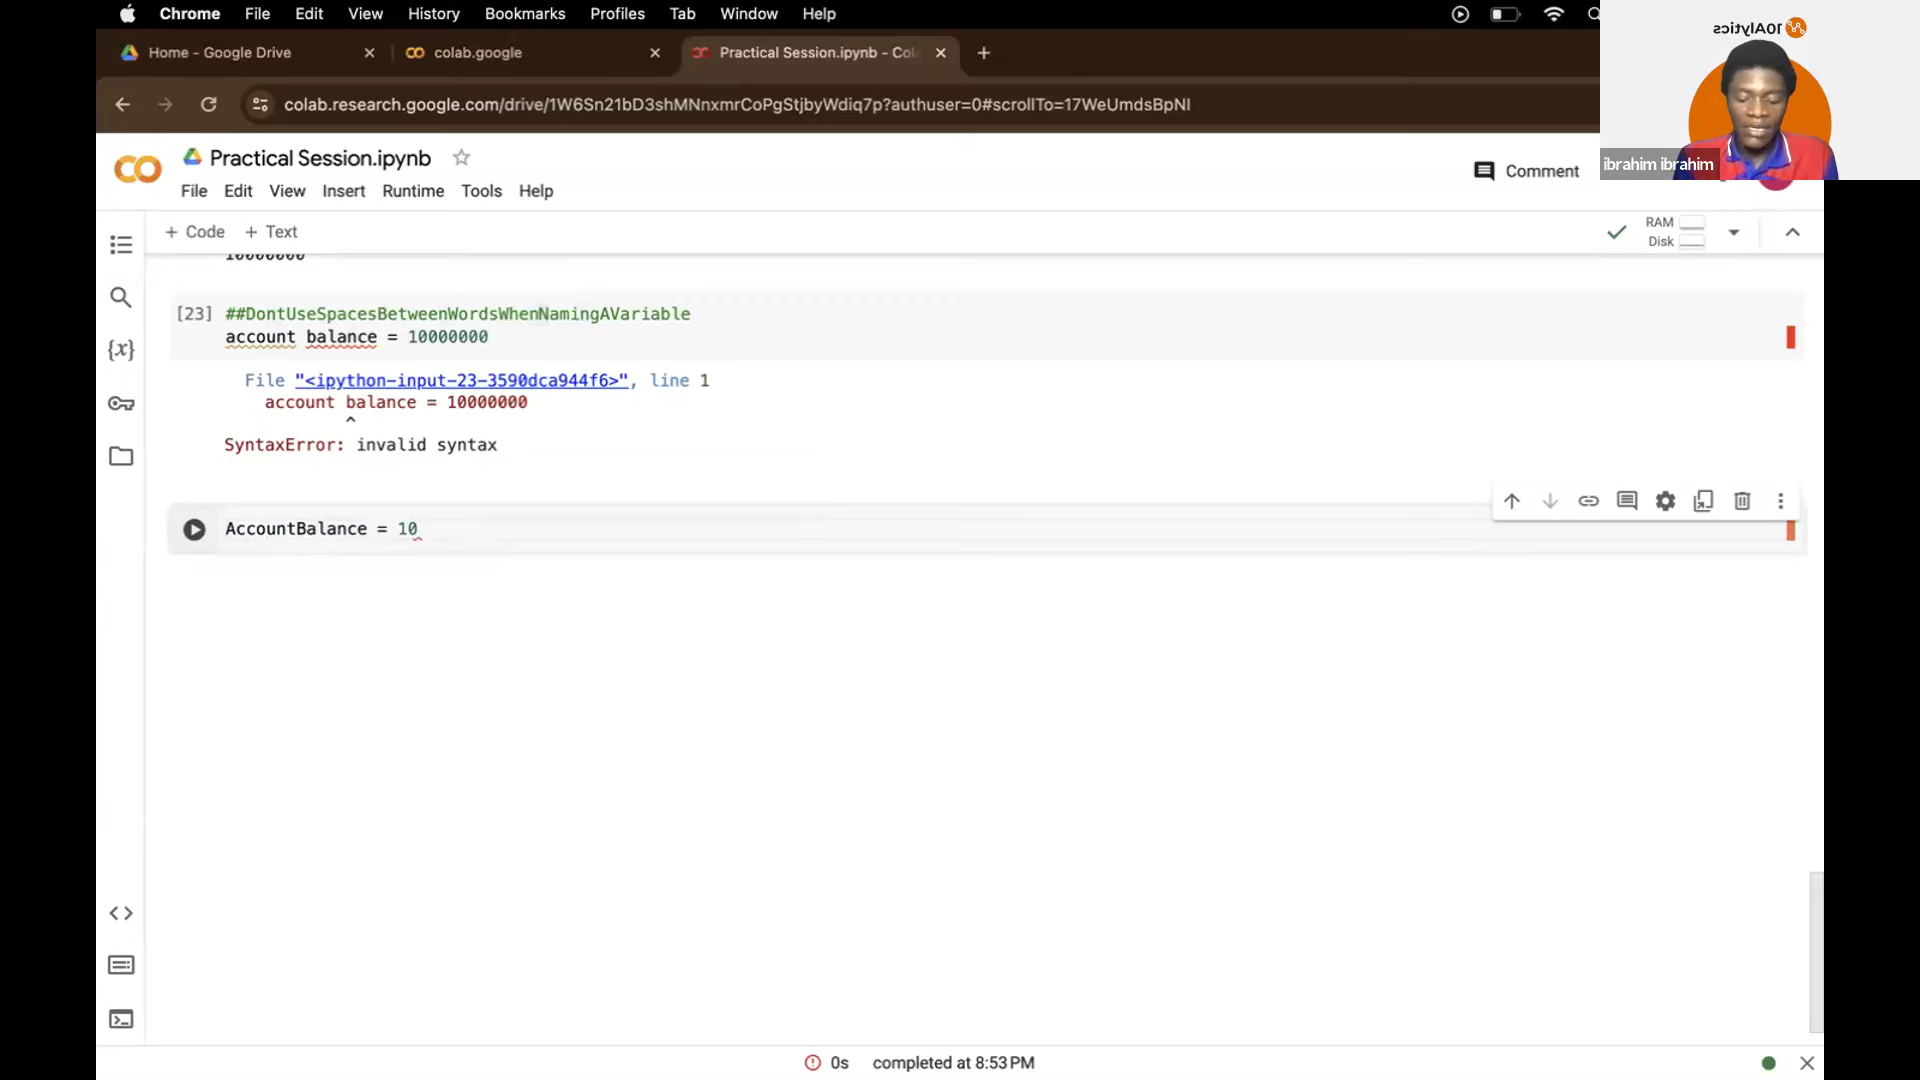 Chrome File Edit View History Bookmarks Profiles Tab Window Help
10Alytics
Home - Google Drive
colab.google
Practical Session.ipynb - Col
colab.research.google.com/drive/1W6Sn21bD3shMNnxmrCoPgStjbyWdiq7p?authuser=0#scrollTo=17WeUmdsBpNI
ibrahim ibrahim
CO Practical Session.ipynb
Comment
File Edit View Insert Runtime Tools Help
+ Code + Text
RAM
Disk
10000000
[23] ##DontUseSpacesBetweenWordsWhenNamingAVariable
account balance = 10000000
File "<ipython-input-23-3590dca944f6>", line 1
account balance = 10000000
^
SyntaxError: invalid syntax
AccountBalance = 10
{x}
0s completed at 8:53 PM